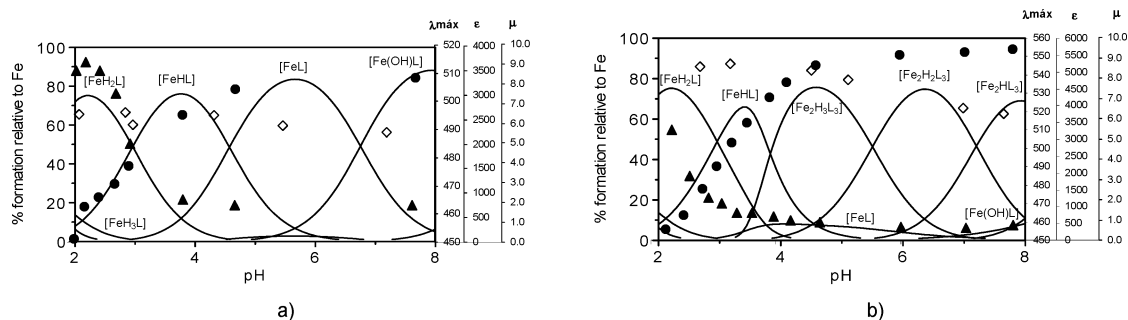 λmáx ε μ
520 4000 10.0
100
[FeH2L] [FeHL] [FeL] [Fe(OH)L]
510 3500 9.0
80
500 3000 8.0
2500 7.0
60
490 6.0
2000 5.0
480
40
1500 4.0
470 1000 3.0
20
[FeH3L]
460 500 2.0
1.0
0
450 0 0.0
2 4 6 8
% formation relative to Fe
pH
a)
λmáx ε μ
560 6000 10.0
100
[FeH2L] [FeHL] [Fe2H3L3] [Fe2H2L3] [Fe2HL3]
550 5500 9.0
540 5000 8.0
80
4500
530 4000 7.0
520 3500 6.0
60
510 3000 5.0
500 2500
40
490 2000 4.0
480 1500 3.0
20
[FeL] [Fe(OH)L]
470 1000 2.0
460 500 1.0
0
450 0 0.0
2 4 6 8
% formation relative to Fe
pH
b)